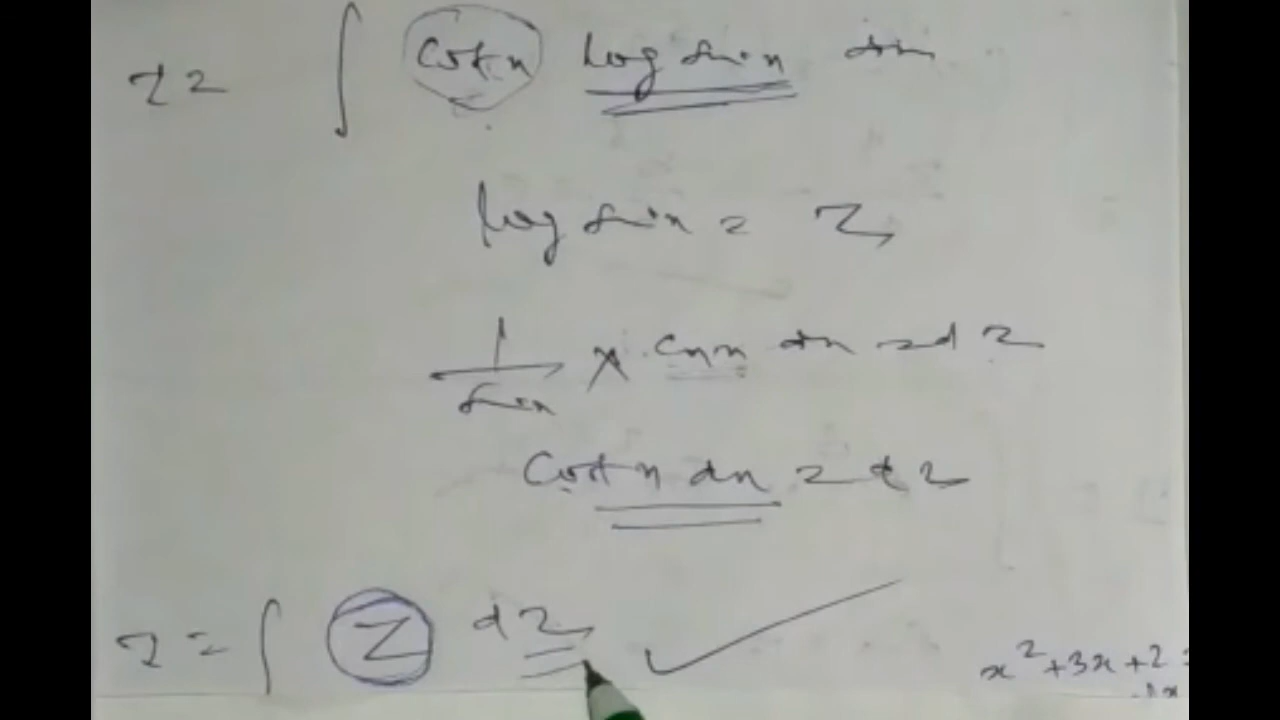 I = ∫ cot x log sin x dx
log sin x = z
1/sin x × cos x dx = dz
cot x dx = dz
I = ∫ z dz
x² + 3x + 2 =